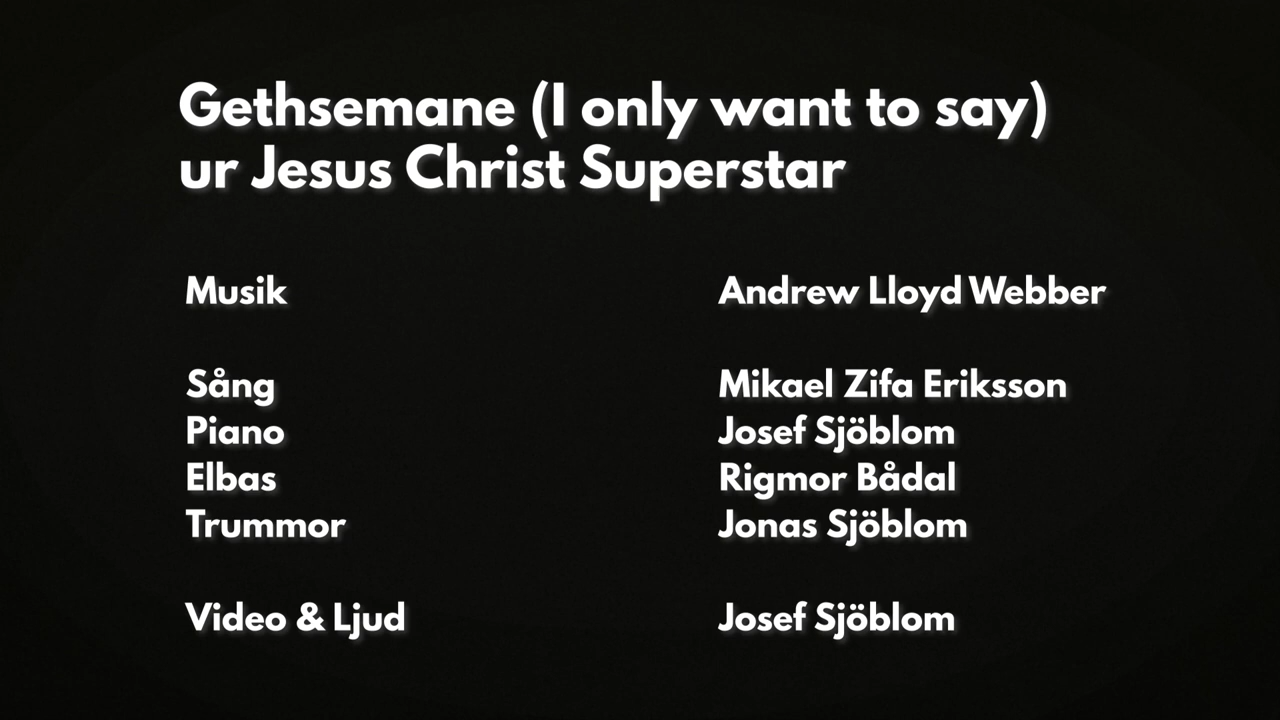 Gethsemane (I only want to say)
ur Jesus Christ Superstar
Musik Andrew Lloyd Webber
Sång Mikael Zifa Eriksson
Piano Josef Sjöblom
Elbas Rigmor Bådal
Trummor Jonas Sjöblom
Video & Ljud Josef Sjöblom